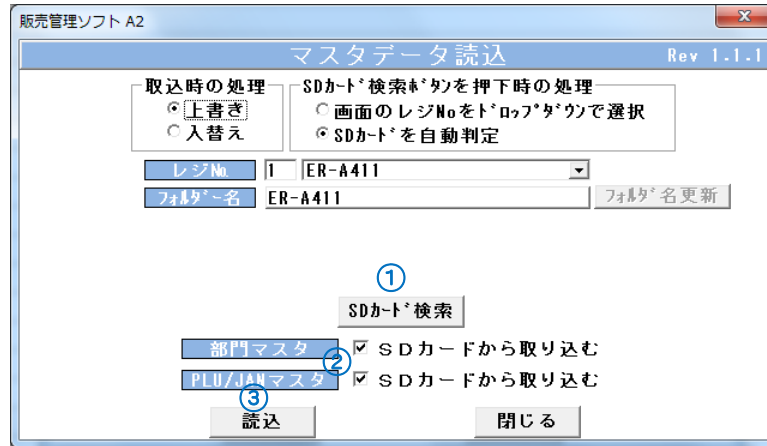 販売管理ソフト A2
マスタデータ読込 Rev 1.1.1
取込時の処理 SDｶｰﾄﾞ検索ﾎﾞﾀﾝを押下時の処理
上書き 画面のレジNoをﾄﾞﾛｯﾌﾟﾀﾞｳﾝで選択
入替え SDｶｰﾄﾞを自動判定
レジNo. 1 ER-A411
ﾌｫﾙﾀﾞｰ名 ER-A411 ﾌｫﾙﾀﾞ名更新
①
SDｶｰﾄﾞ検索
部門マスタ ② ＳＤカードから取り込む
PLU/JANマスタ ＳＤカードから取り込む
③
読込 閉じる